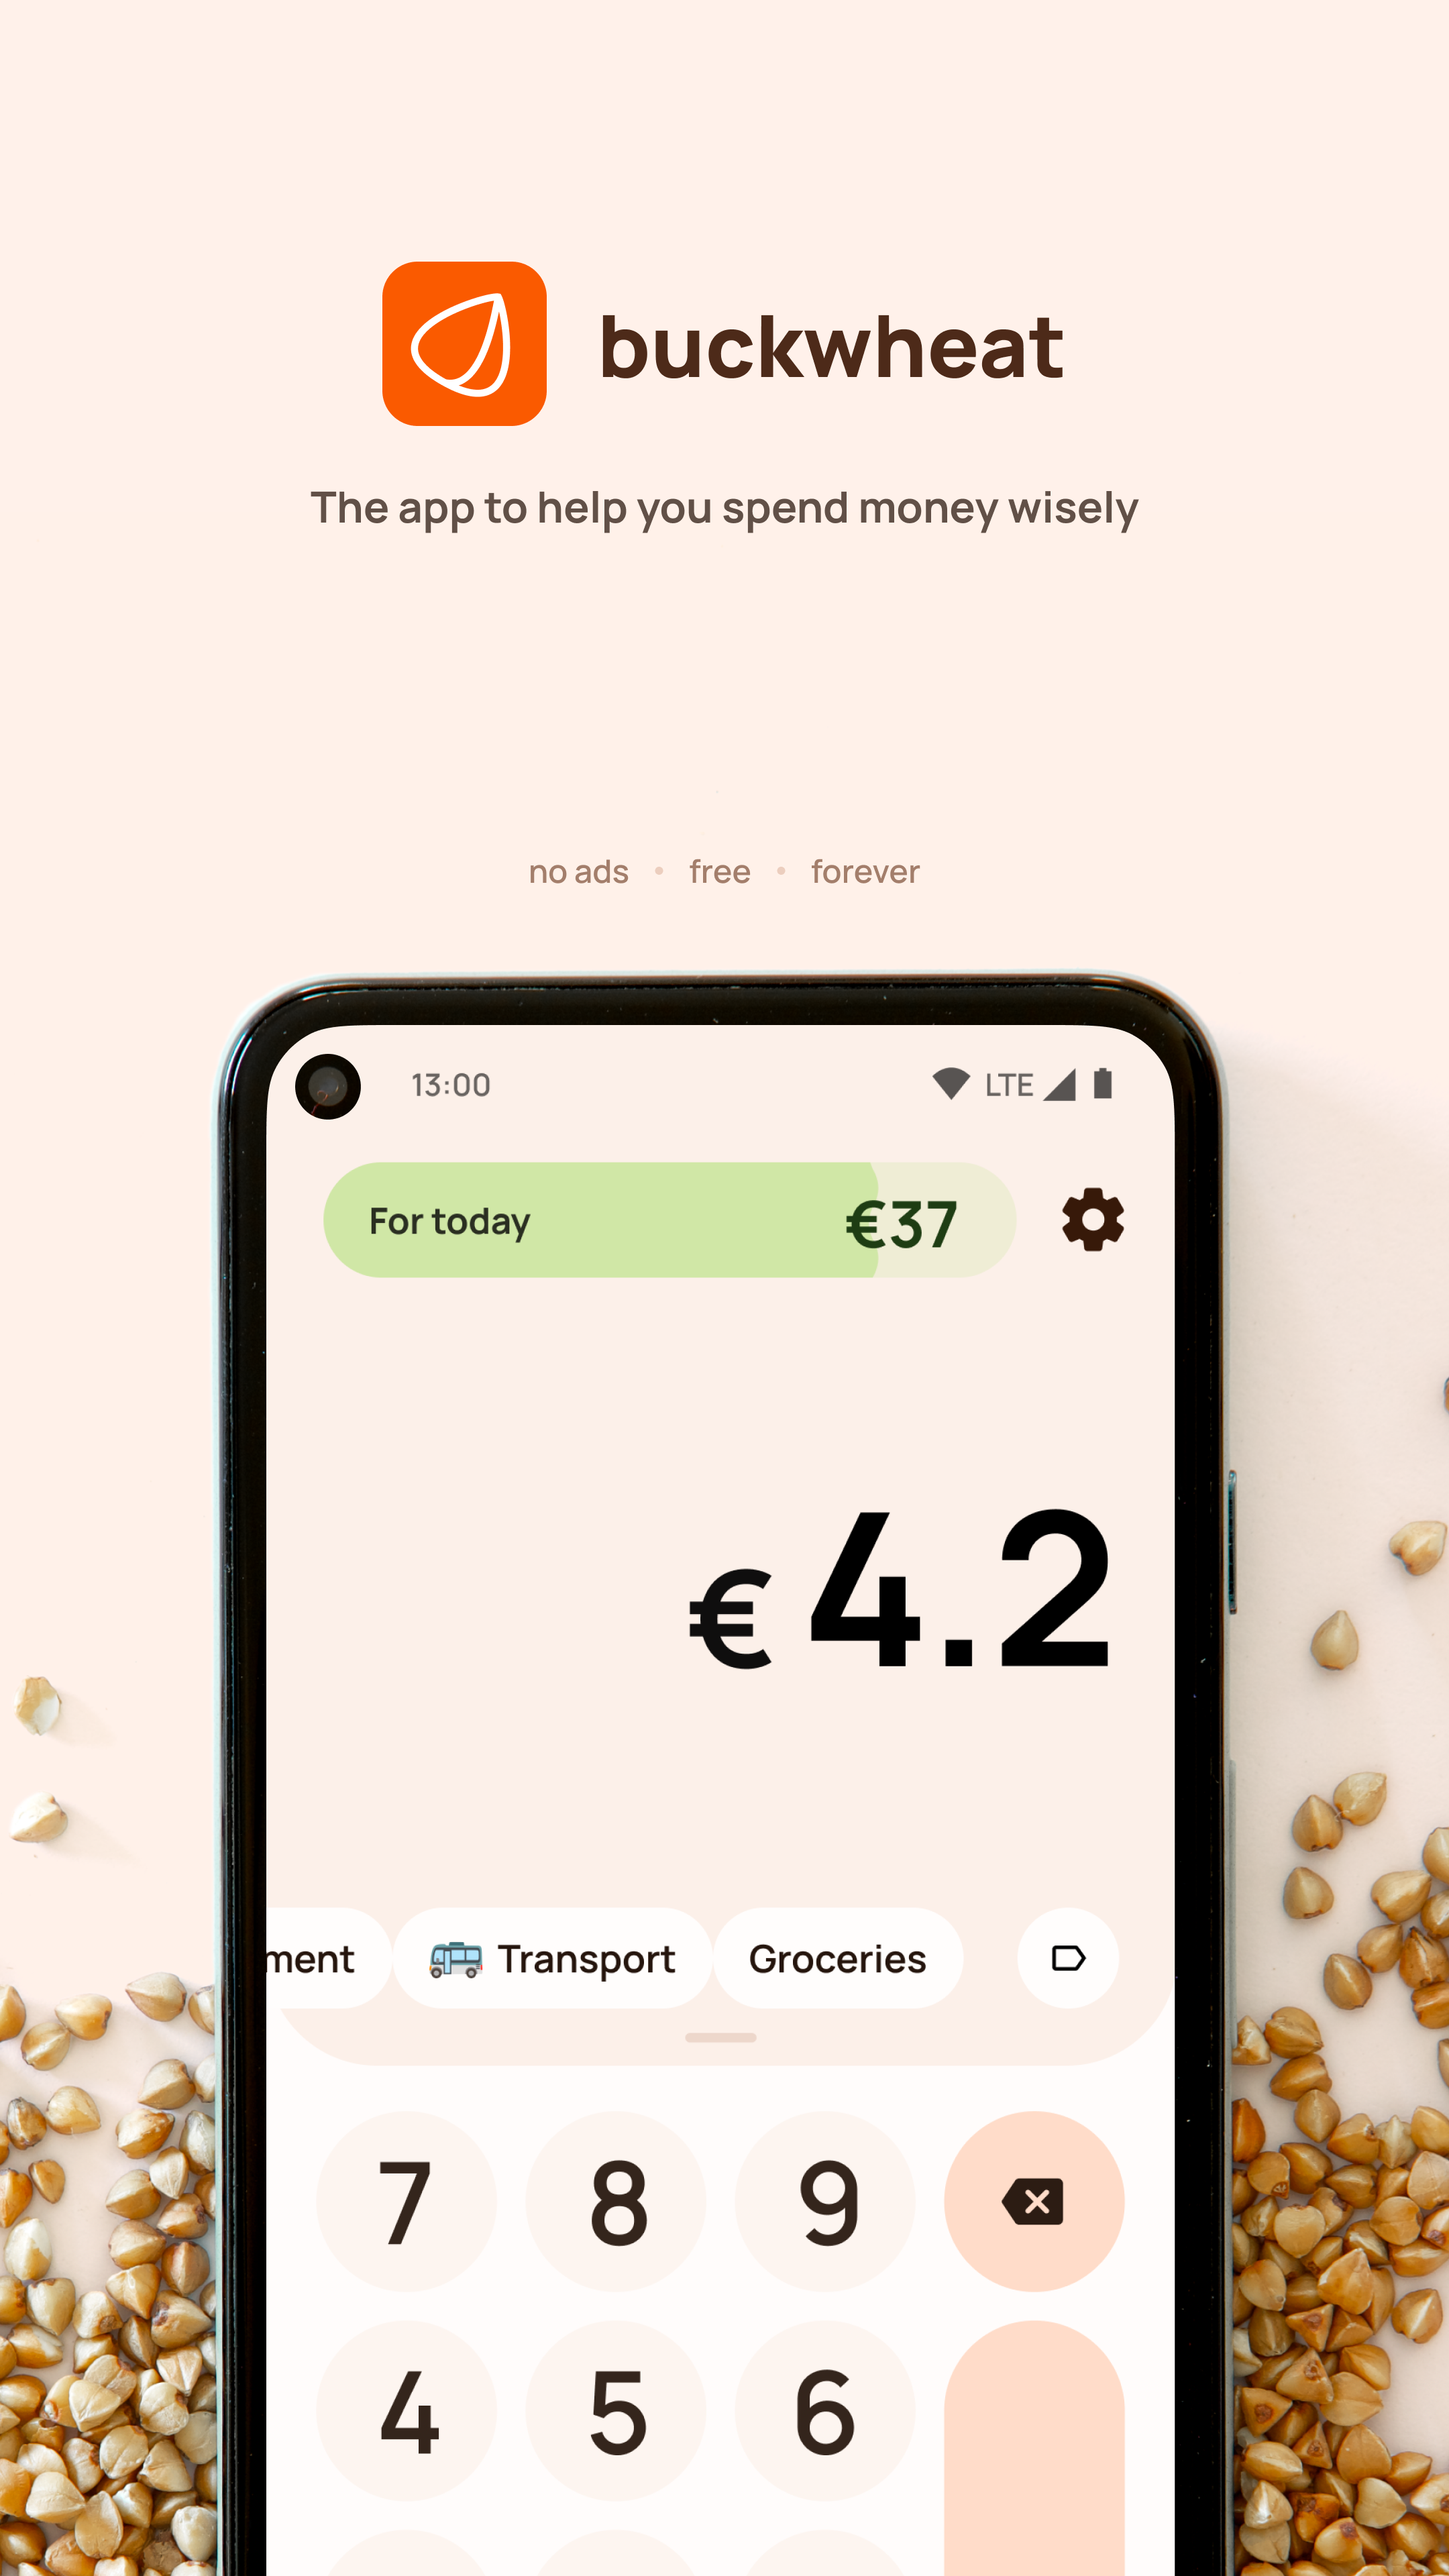 buckwheat
The app to help you spend money wisely
no ads • free • forever
13:00 LTE
For today €37
€4.2
ment Transport Groceries
7 8 9
4 5 6